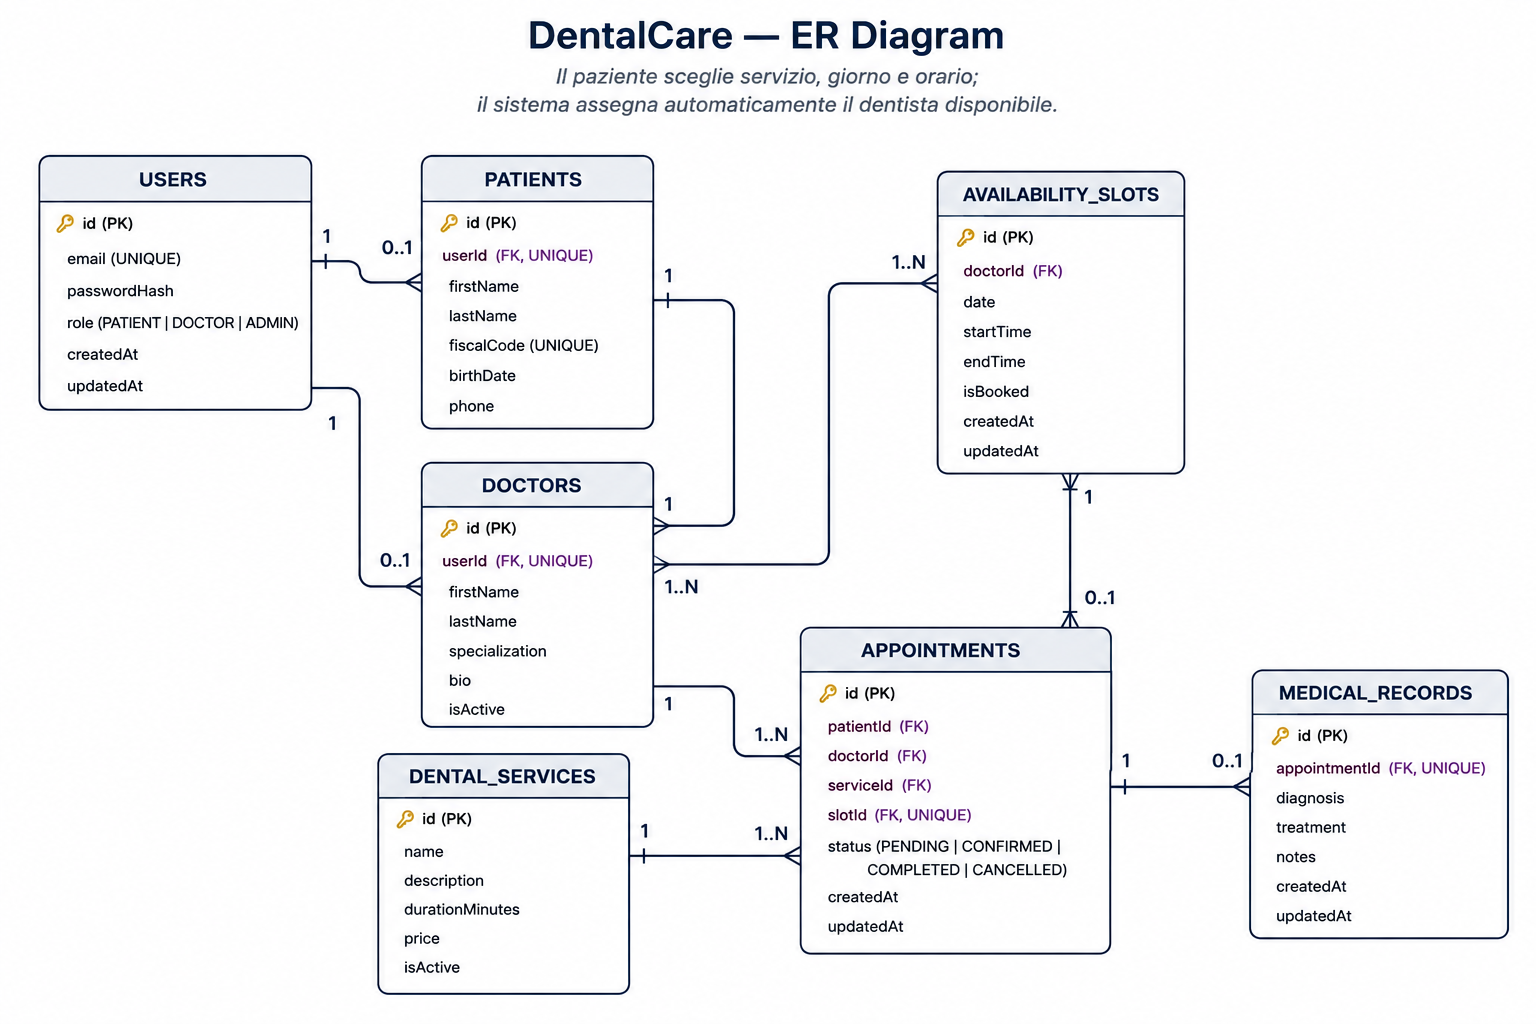 DentalCare — ER Diagram
Il paziente sceglie servizio, giorno e orario;
il sistema assegna automaticamente il dentista disponibile.
USERS
id (PK)
email (UNIQUE)
passwordHash
role (PATIENT | DOCTOR | ADMIN)
createdAt
updatedAt
1
0..1
1
0..1
PATIENTS
id (PK)
userId (FK, UNIQUE)
firstName
lastName
fiscalCode (UNIQUE)
birthDate
phone
1
1
DOCTORS
id (PK)
userId (FK, UNIQUE)
firstName
lastName
specialization
bio
isActive
1..N
1..N
1
1..N
AVAILABILITY_SLOTS
id (PK)
doctorId (FK)
date
startTime
endTime
isBooked
createdAt
updatedAt
1
0..1
DENTAL_SERVICES
id (PK)
name
description
durationMinutes
price
isActive
1
1..N
APPOINTMENTS
id (PK)
patientId (FK)
doctorId (FK)
serviceId (FK)
slotId (FK, UNIQUE)
status (PENDING | CONFIRMED |
COMPLETED | CANCELLED)
createdAt
updatedAt
1
0..1
MEDICAL_RECORDS
id (PK)
appointmentId (FK, UNIQUE)
diagnosis
treatment
notes
createdAt
updatedAt